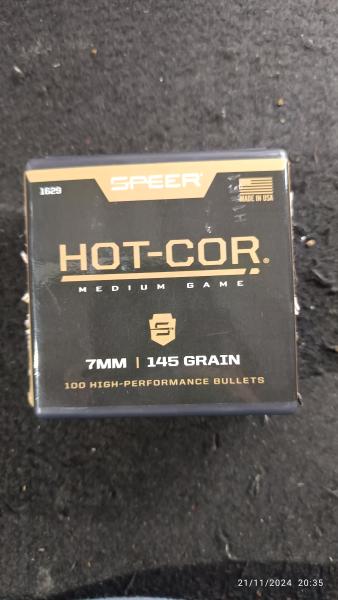 SPEER
1629
MADE IN USA
HOT-COR®
MEDIUM GAME
7MM | 145 GRAIN
100 HIGH-PERFORMANCE BULLETS
21/11/2024 20:35